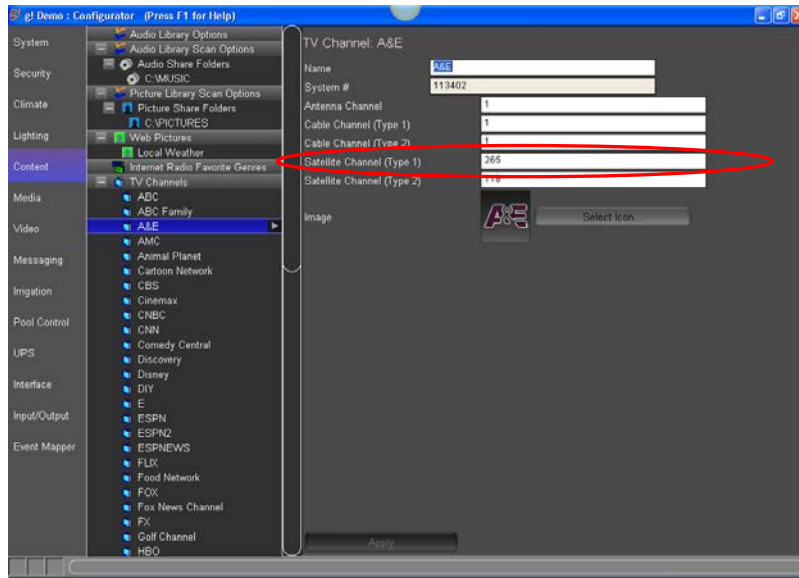 g! Demo : Configurator (Press F1 for Help)
System
Security
Climate
Lighting
Content
Media
Video
Messaging
Irrigation
Pool Control
UPS
Interface
Input/Output
Event Mapper
Audio Library Options
Audio Library Scan Options
Audio Share Folders
C:\MUSIC
Picture Library Scan Options
Picture Share Folders
C:\PICTURES
Web Pictures
Local Weather
Internet Radio Favorite Genres
TV Channels
ABC
ABC Family
A&E
AMC
Animal Planet
Cartoon Network
CBS
Cinemax
CNBC
CNN
Comedy Central
Discovery
Disney
DIY
E
ESPN
ESPN2
ESPNEWS
FLIX
Food Network
FOX
Fox News Channel
FX
Golf Channel
HBO
TV Channel: A&E
Name A&E
System # 113402
Antenna Channel 1
Cable Channel (Type 1) 1
Cable Channel (Type 2) 1
Satellite Channel (Type 1) 265
Satellite Channel (Type 2) 118
Image A&E Select Icon
Apply